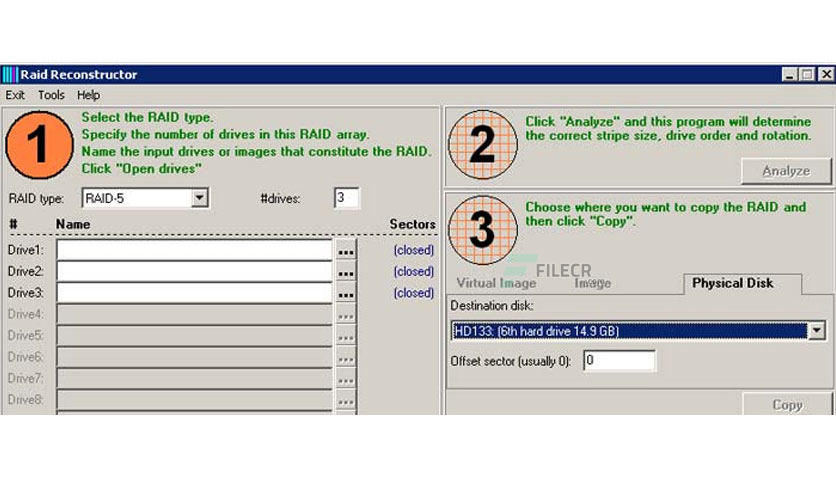 Raid Reconstructor
Exit Tools Help
1
Select the RAID type.
Specify the number of drives in this RAID array.
Name the input drives or images that constitute the RAID.
Click "Open drives"
RAID type: RAID-5 #drives: 3
# Name Sectors
Drive1: ... (closed)
Drive2: ... (closed)
Drive3: ... (closed)
Drive4: ...
Drive5: ...
Drive6: ...
Drive7: ...
Drive8: ...
2
Click "Analyze" and this program will determine
the correct stripe size, drive order and rotation.
Analyze
3
Choose where you want to copy the RAID and
then click "Copy".
FILECR
Virtual Image Image Physical Disk
Destination disk:
HD133: (6th hard drive 14.9 GB)
Offset sector (usually 0): 0
Copy